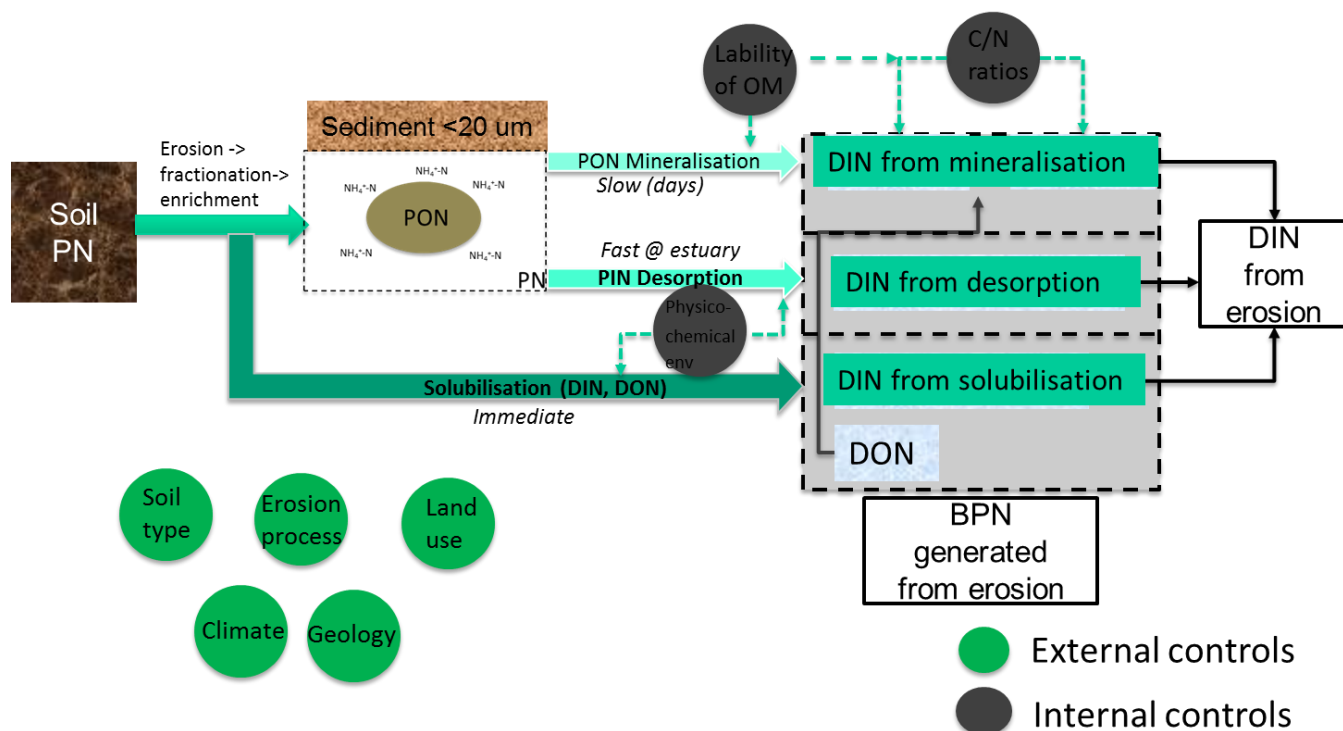 Lability
of OM
C/N
ratios
Sediment <20 um
Erosion ->
fractionation->
enrichment
Soil
PN
NH₄⁺-N
NH₄⁺-N
NH₄⁺-N
PON
NH₄⁺-N
NH₄⁺-N
PN
PON Mineralisation
Slow (days)
Fast @ estuary
PIN Desorption
Physico-
chemical
env
Solubilisation (DIN, DON)
Immediate
DIN from mineralisation
DIN from desorption
DIN from solubilisation
DON
DIN
from
erosion
BPN
generated
from erosion
Soil
type
Erosion
process
Land
use
Climate
Geology
External controls
Internal controls